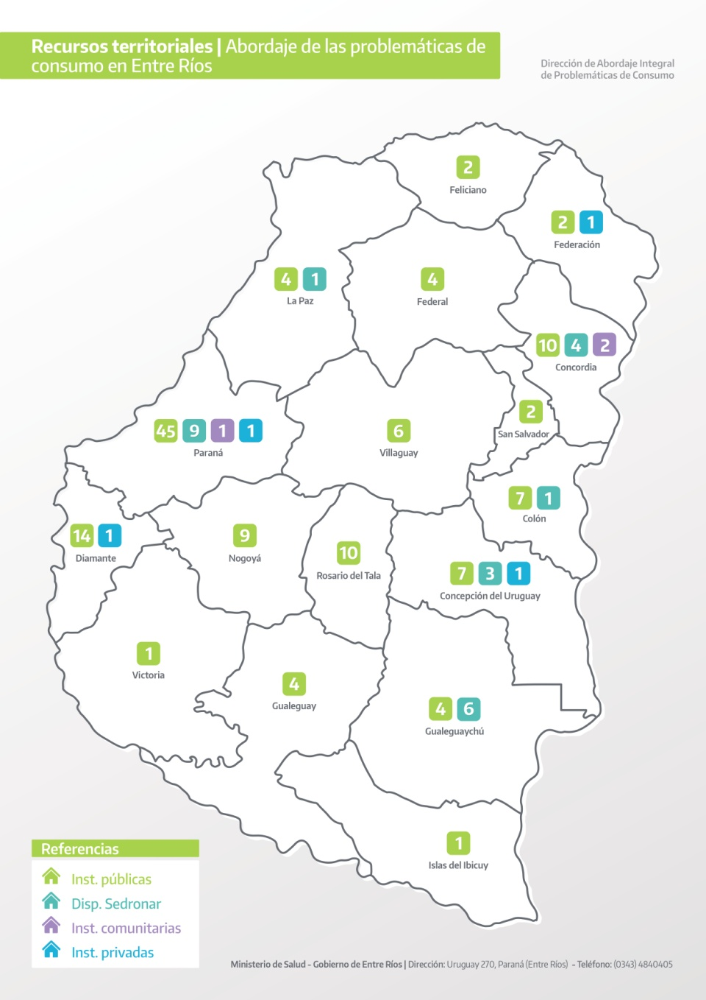 Recursos territoriales | Abordaje de las problemáticas de
consumo en Entre Ríos
Dirección de Abordaje Integral
de Problemáticas de Consumo
2
Feliciano
2 1
Federación
4 1
La Paz
4
Federal
10 4 2
Concordia
2
San Salvador
45 9 1 1
Paraná
6
Villaguay
7 1
Colón
14 1
Diamante
9
Nogoyá
10
Rosario del Tala
7 3 1
Concepción del Uruguay
1
Victoria
4
Gualeguay
4 6
Gualeguaychú
1
Islas del Ibicuy
Referencias
Inst. públicas
Disp. Sedronar
Inst. comunitarias
Inst. privadas
Ministerio de Salud - Gobierno de Entre Ríos | Dirección: Uruguay 270, Paraná (Entre Ríos) - Teléfono: (0343) 4840405